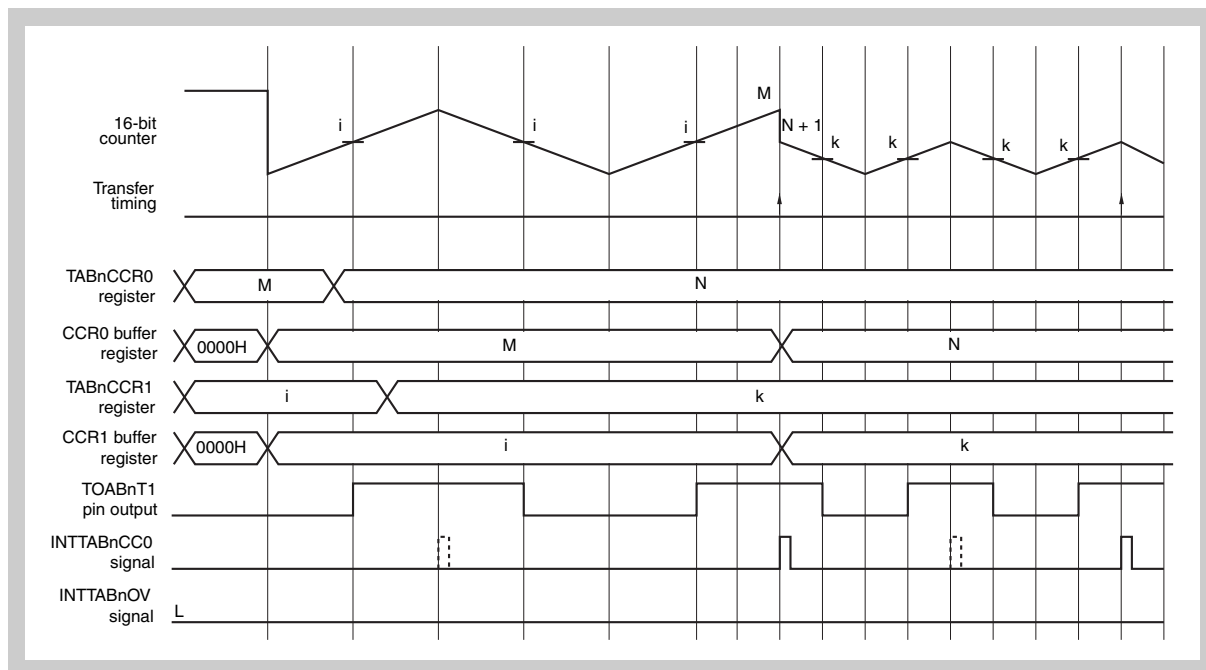 M
i
i
i
N + 1
k
k
k
k
16-bit
counter
Transfer
timing
TABnCCR0
register
M
N
CCR0 buffer
register
0000H
M
N
TABnCCR1
register
i
k
CCR1 buffer
register
0000H
i
k
TOABnT1
pin output
INTTABnCC0
signal
INTTABnOV
signal
L